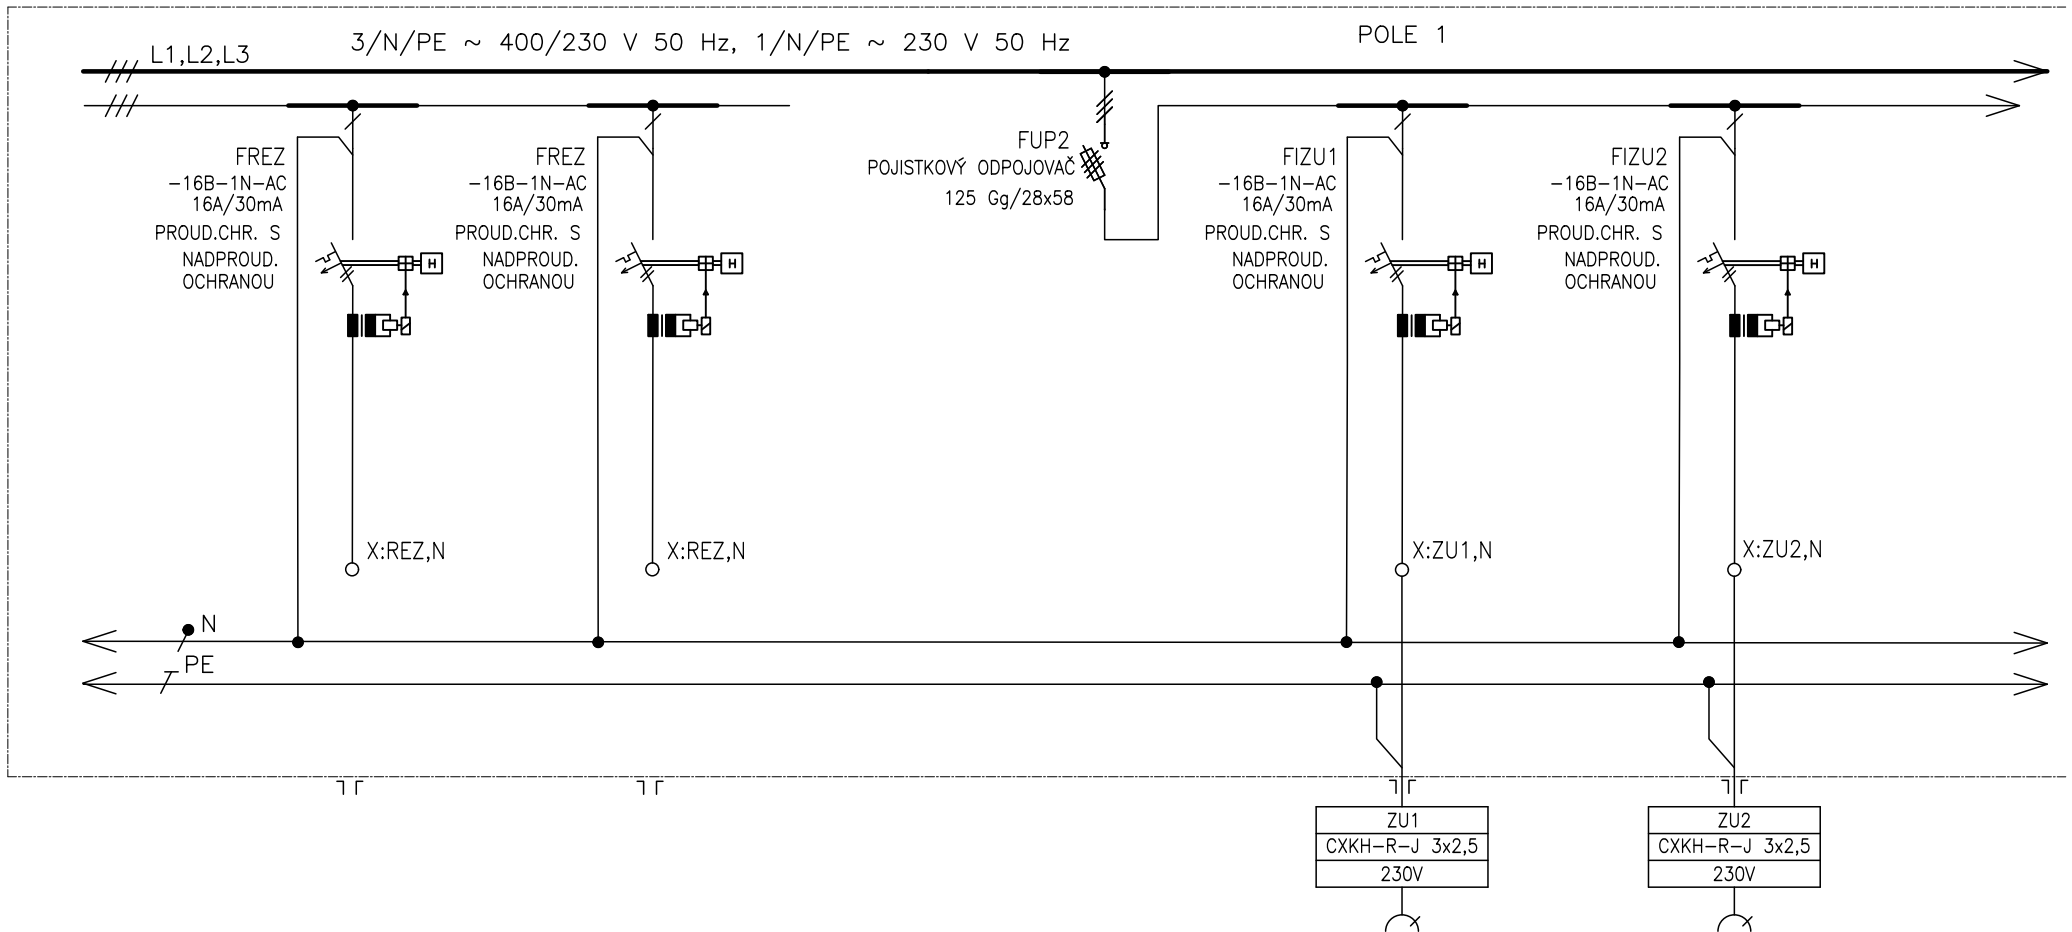 L1,L2,L3
3/N/PE ~ 400/230 V 50 Hz, 1/N/PE ~ 230 V 50 Hz
POLE 1
FREZ
-16B-1N-AC
16A/30mA
PROUD.CHR. S
NADPROUD.
OCHRANOU
H
X:REZ,N
FREZ
-16B-1N-AC
16A/30mA
PROUD.CHR. S
NADPROUD.
OCHRANOU
H
X:REZ,N
FUP2
POJISTKOVÝ ODPOJOVAČ
125 Gg/28x58
FIZU1
-16B-1N-AC
16A/30mA
PROUD.CHR. S
NADPROUD.
OCHRANOU
H
X:ZU1,N
FIZU2
-16B-1N-AC
16A/30mA
PROUD.CHR. S
NADPROUD.
OCHRANOU
H
X:ZU2,N
N
PE
ZU1
CXKH-R-J 3x2,5
230V
ZU2
CXKH-R-J 3x2,5
230V